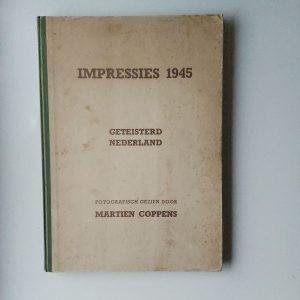 IMPRESSIES 1945
GETEISTERD
NEDERLAND
FOTOGRAFISCH GEZIEN DOOR
MARTIEN COPPENS